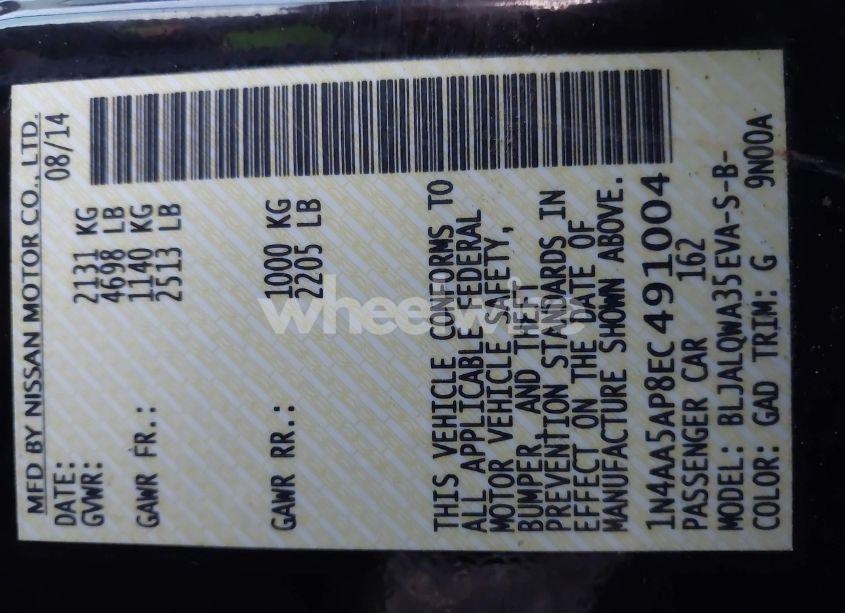 MFD BY NISSAN MOTOR CO., LTD.
DATE: 08/14
GVWR: 2131 KG
4698 LB
GAWR FR.: 1140 KG
2513 LB
GAWR RR.: 1000 KG
2205 LB
THIS VEHICLE CONFORMS TO
ALL APPLICABLE FEDERAL
MOTOR VEHICLE SAFETY,
BUMPER, AND THEFT
PREVENTION STANDARDS IN
EFFECT ON THE DATE OF
MANUFACTURE SHOWN ABOVE.
1N4AA5AP8EC491004
PASSENGER CAR 162
MODEL: BLJALQWA35EVA-S-B-
COLOR: GAD TRIM: G 9N00A